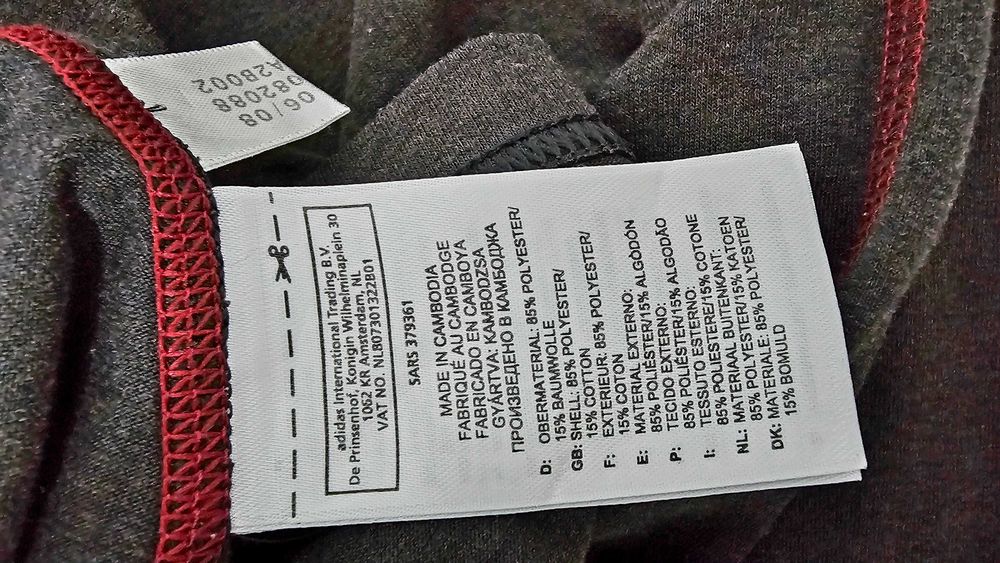 06/08
082088
A2B002
adidas International Trading B.V.
De Prinsenhof, Konigin Wilhelminaplein 30
1062 KR Amsterdam, NL
VAT NO. NL807301322B01
SARS 379361
MADE IN CAMBODIA
FABRIQUÉ AU CAMBODGE
FABRICADO EN CAMBOYA
GYÁRTVA: KAMBODZSA
ПРОИЗВЕДЕНО В КАМБОДЖА
D: OBERMATERIAL: 85% POLYESTER/
15% BAUMWOLLE
GB: SHELL: 85% POLYESTER/
15% COTTON
F: EXTERIEUR: 85% POLYESTER/
15% COTON
E: MATERIAL EXTERNO:
85% POLIÉSTER/15% ALGODÓN
P: TECIDO EXTERNO:
85% POLIÉSTER/15% ALGODÃO
I: TESSUTO ESTERNO:
85% POLIESTERE/15% COTONE
NL: MATERIAAL BUITENKANT:
85% POLYESTER/15% KATOEN
DK: MATERIALE: 85% POLYESTER/
15% BOMULD